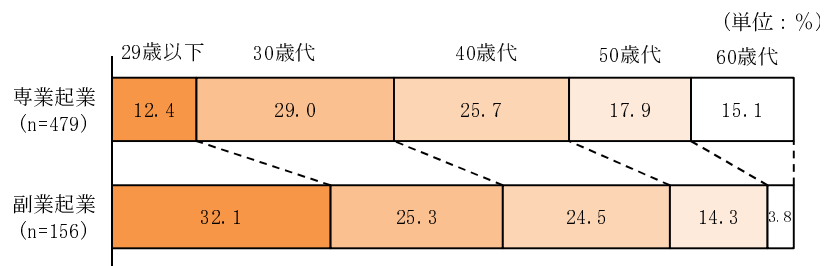 (単位：%)
29歳以下 30歳代 40歳代 50歳代 60歳代
専業起業
(n=479)
12.4 29.0 25.7 17.9 15.1
副業起業
(n=156)
32.1 25.3 24.5 14.3 3.8